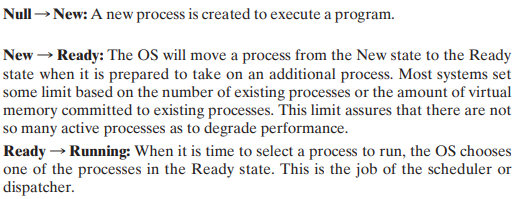 Null → New: A new process is created to execute a program.
New → Ready: The OS will move a process from the New state to the Ready
state when it is prepared to take on an additional process. Most systems set
some limit based on the number of existing processes or the amount of virtual
memory committed to existing processes. This limit assures that there are not
so many active processes as to degrade performance.
Ready → Running: When it is time to select a process to run, the OS chooses
one of the processes in the Ready state. This is the job of the scheduler or
dispatcher.